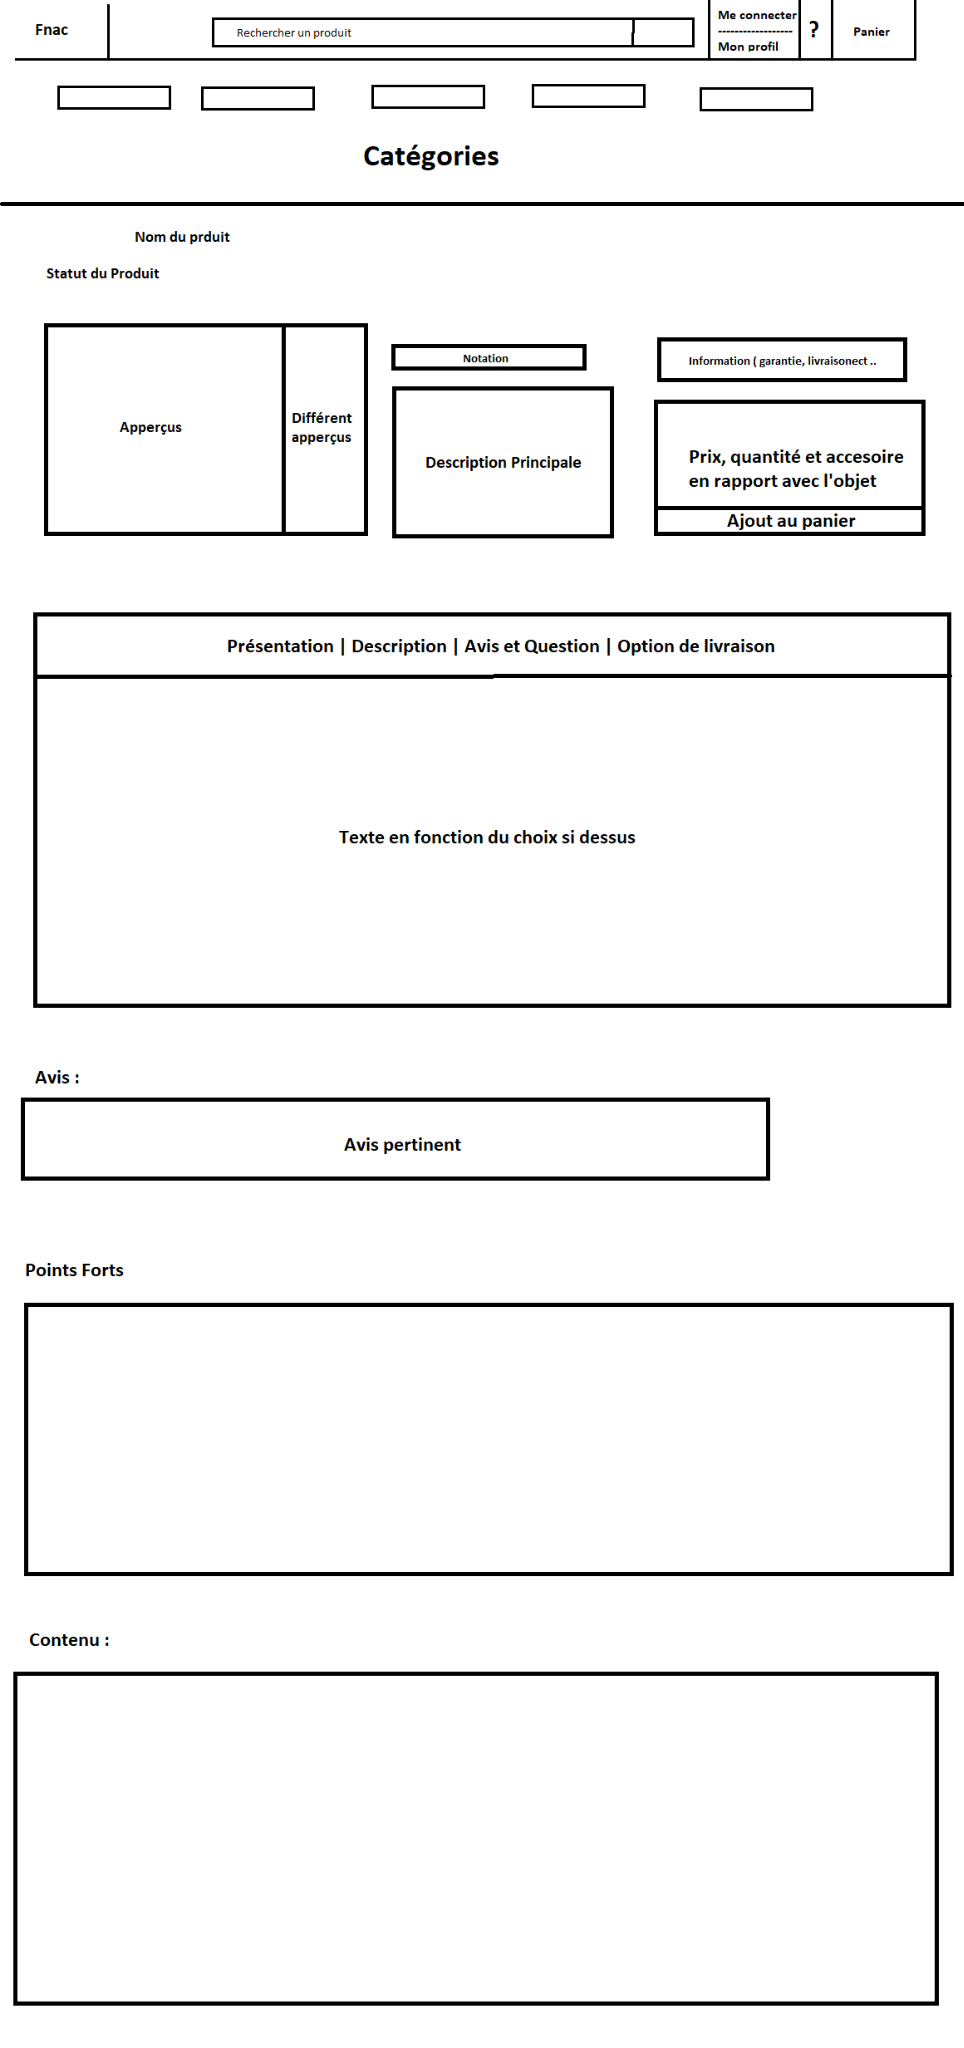 Fnac
Rechercher un produit
Me connecter
------------------
Mon profil
?
Panier
Catégories
Nom du prduit
Statut du Produit
Apperçus
Différent
apperçus
Notation
Description Principale
Information ( garantie, livraisonect ..
Prix, quantité et accesoire
en rapport avec l'objet
Ajout au panier
Présentation | Description | Avis et Question | Option de livraison
Texte en fonction du choix si dessus
Avis :
Avis pertinent
Points Forts
Contenu :